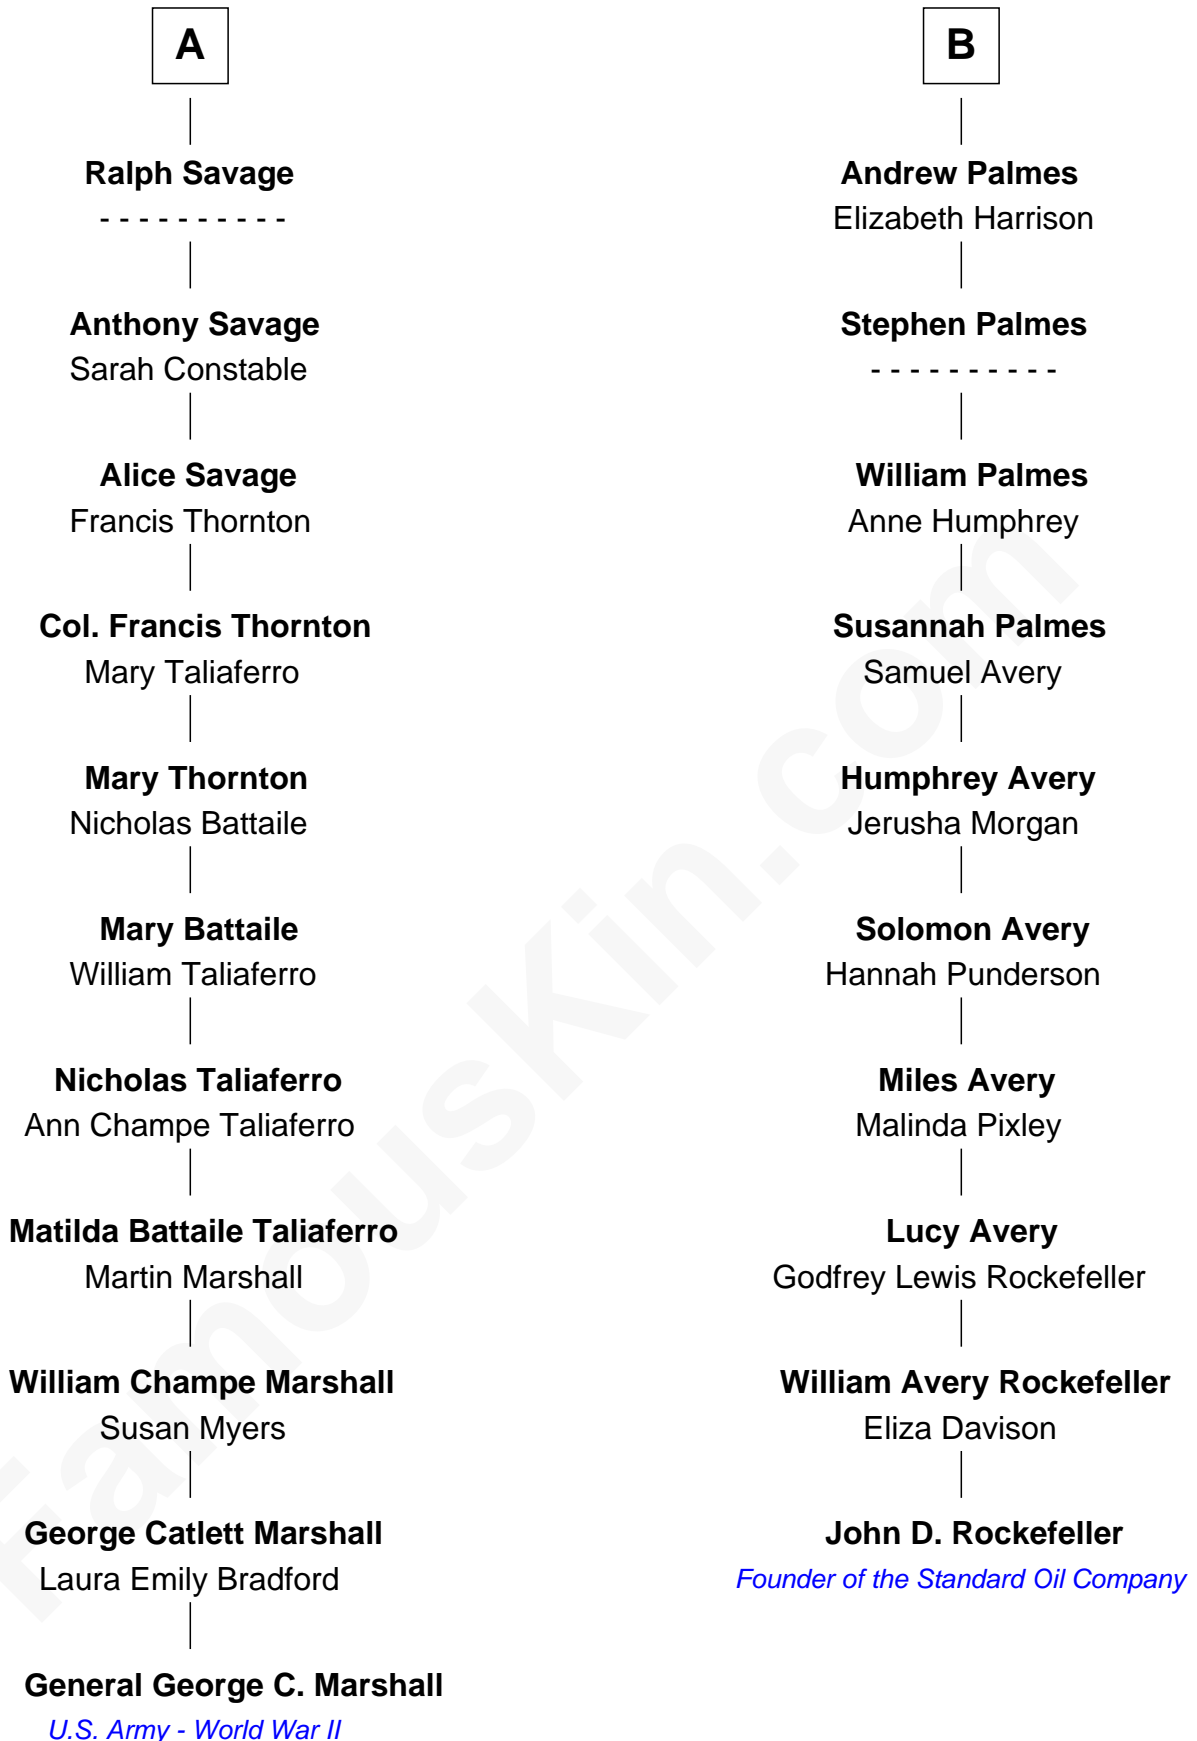 A
Ralph Savage
- - - - - - - - - -
Anthony Savage
Sarah Constable
Alice Savage
Francis Thornton
Col. Francis Thornton
Mary Taliaferro
Mary Thornton
Nicholas Battaile
Mary Battaile
William Taliaferro
Nicholas Taliaferro
Ann Champe Taliaferro
Matilda Battaile Taliaferro
Martin Marshall
William Champe Marshall
Susan Myers
George Catlett Marshall
Laura Emily Bradford
General George C. Marshall
U.S. Army - World War II
B
Andrew Palmes
Elizabeth Harrison
Stephen Palmes
- - - - - - - - - -
William Palmes
Anne Humphrey
Susannah Palmes
Samuel Avery
Humphrey Avery
Jerusha Morgan
Solomon Avery
Hannah Punderson
Miles Avery
Malinda Pixley
Lucy Avery
Godfrey Lewis Rockefeller
William Avery Rockefeller
Eliza Davison
John D. Rockefeller
Founder of the Standard Oil Company
FamousKin.com